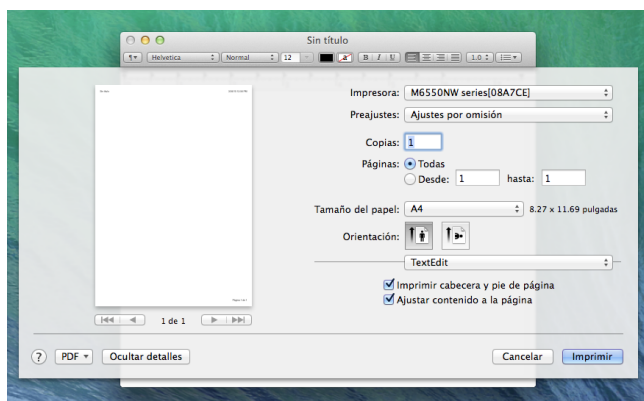 Sin título
Helvetica Normal 12 a B I U 1.0
Impresora: M6550NW series[08A7CE]
Preajustes: Ajustes por omisión
Copias: 1
Páginas: Todas
Desde: 1 hasta: 1
Tamaño del papel: A4 8.27 x 11.69 pulgadas
Orientación:
TextEdit
Imprimir cabecera y pie de página
Ajustar contenido a la página
1 de 1
? PDF Ocultar detalles Cancelar Imprimir